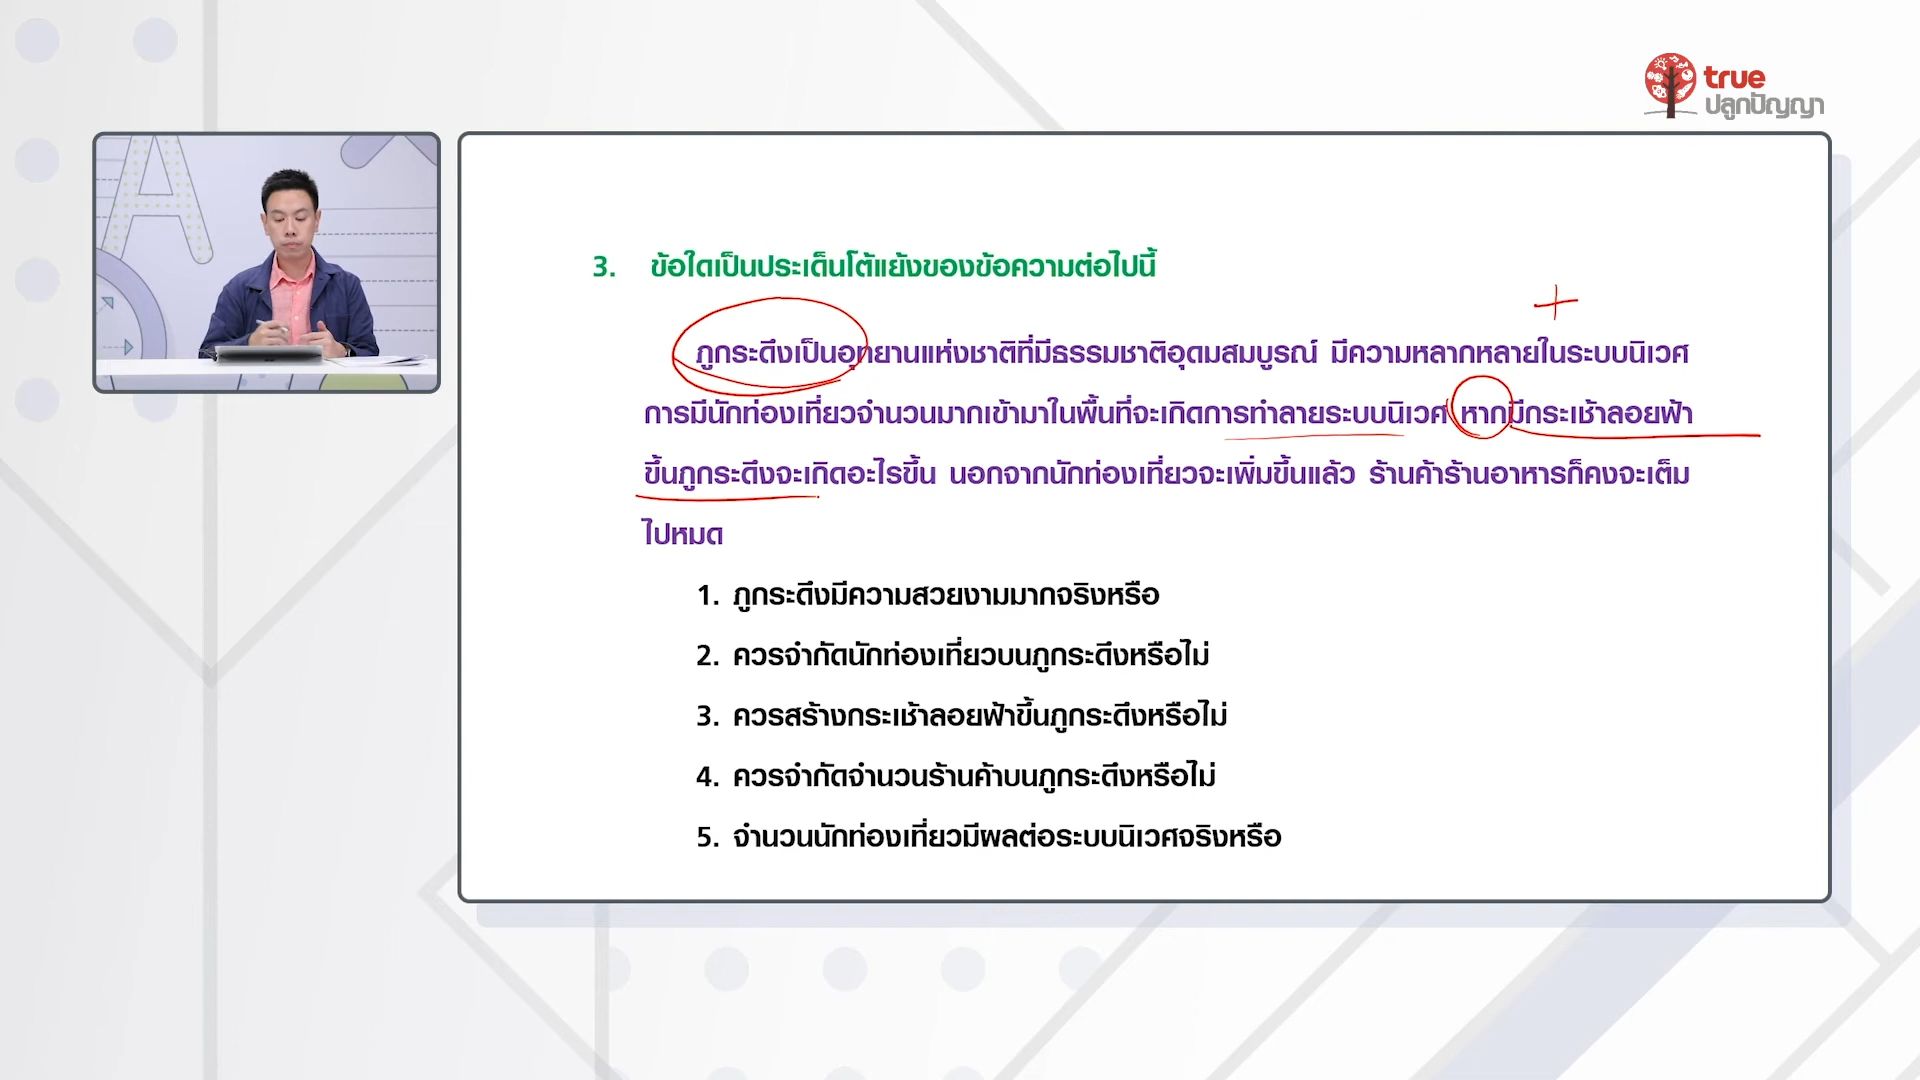 true
ปลูกปัญญา
3. ข้อใดเป็นประเด็นโต้แย้งของข้อความต่อไปนี้
ภูกระดึงเป็นอุทยานแห่งชาติที่มีธรรมชาติอุดมสมบูรณ์ มีความหลากหลายในระบบนิเวศ
การมีนักท่องเที่ยวจำนวนมากเข้ามาในพื้นที่จะเกิดการทำลายระบบนิเวศ หากมีกระเช้าลอยฟ้า
ขึ้นภูกระดึงจะเกิดอะไรขึ้น นอกจากนักท่องเที่ยวจะเพิ่มขึ้นแล้ว ร้านค้าร้านอาหารก็คงจะเต็ม
ไปหมด
1. ภูกระดึงมีความสวยงามมากจริงหรือ
2. ควรจำกัดนักท่องเที่ยวบนภูกระดึงหรือไม่
3. ควรสร้างกระเช้าลอยฟ้าขึ้นภูกระดึงหรือไม่
4. ควรจำกัดจำนวนร้านค้าบนภูกระดึงหรือไม่
5. จำนวนนักท่องเที่ยวมีผลต่อระบบนิเวศจริงหรือ